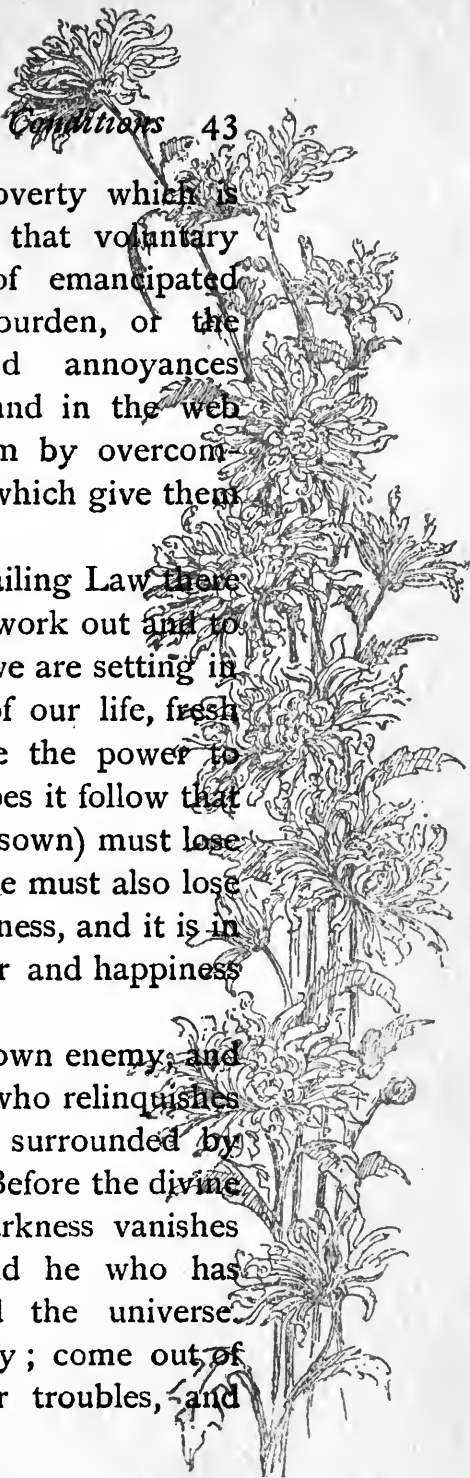 Conditions 43
overty which is
that voluntary
of emancipated
burden, or the
d annoyances
und in the web
m by overcom-
which give them
ailing Law there
work out and to
we are setting in
of our life, fresh
e the power to
oes it follow that
sown) must lose
e must also lose
ness, and it is in
r and happiness
own enemy; and
who relinquishes
surrounded by
Before the divine
arkness vanishes
d he who has
d the universe.
y; come out of
r troubles, and